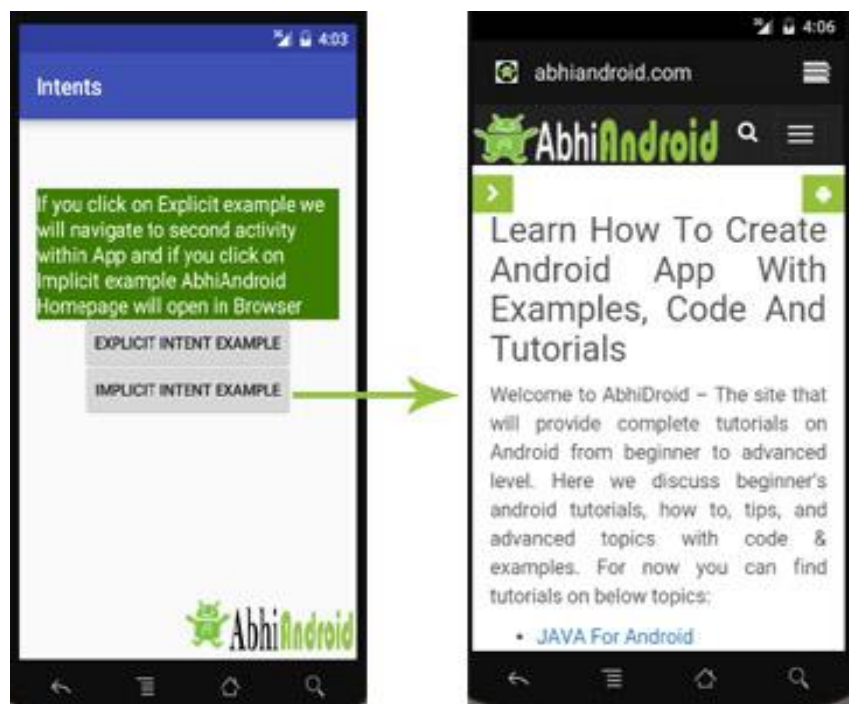 4:03
Intents
If you click on Explicit example we
will navigate to second activity
within App and if you click on
Implicit example AbhiAndroid
Homepage will open in Browser
EXPLICIT INTENT EXAMPLE
IMPLICIT INTENT EXAMPLE
AbhiAndroid
4:06
abhiandroid.com
AbhiAndroid
Learn How To Create
Android App With
Examples, Code And
Tutorials
Welcome to AbhiDroid – The site that
will provide complete tutorials on
Android from beginner to advanced
level. Here we discuss beginner's
android tutorials, how to, tips, and
advanced topics with code &
examples. For now you can find
tutorials on below topics:
• JAVA For Android